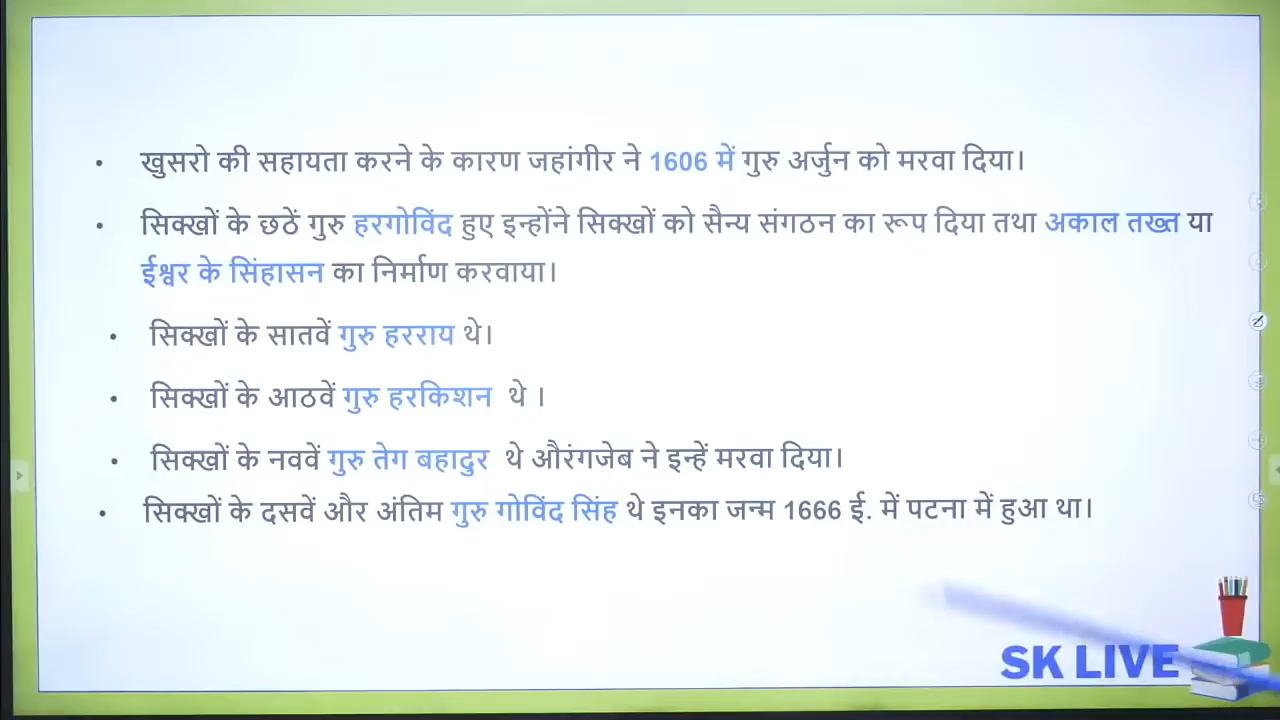 • खुसरो की सहायता करने के कारण जहांगीर ने 1606 में गुरु अर्जुन को मरवा दिया।
• सिक्खों के छठें गुरु हरगोविंद हुए इन्होंने सिक्खों को सैन्य संगठन का रूप दिया तथा अकाल तख्त या
ईश्वर के सिंहासन का निर्माण करवाया।
• सिक्खों के सातवें गुरु हरराय थे।
• सिक्खों के आठवें गुरु हरकिशन थे ।
• सिक्खों के नववें गुरु तेग बहादुर थे औरंगजेब ने इन्हें मरवा दिया।
• सिक्खों के दसवें और अंतिम गुरु गोविंद सिंह थे इनका जन्म 1666 ई. में पटना में हुआ था।
SK LIVE